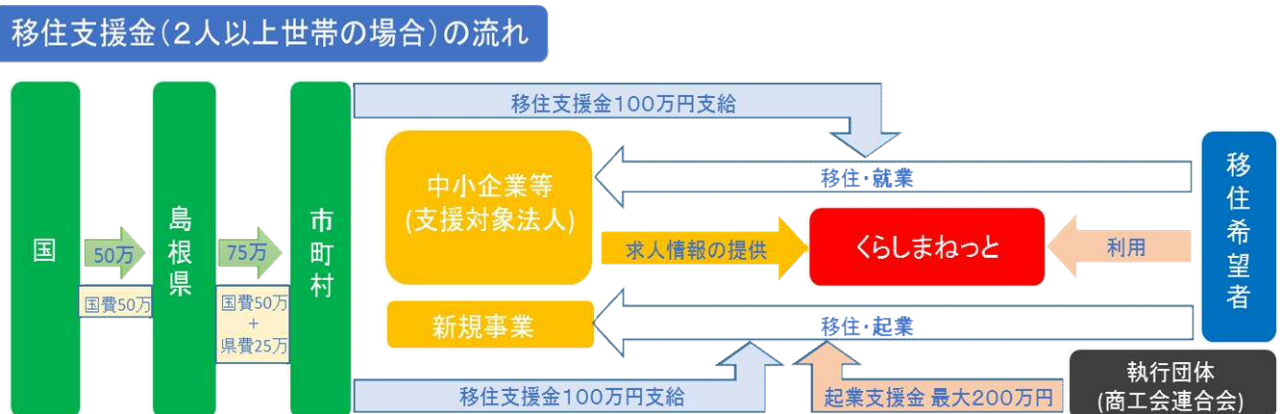 移住支援金(2人以上世帯の場合)の流れ
国
50万
国費50万
島根県
75万
国費50万
+
県費25万
市町村
移住支援金100万円支給
中小企業等
(支援対象法人)
移住・就業
求人情報の提供
くらしまねっと
利用
移住希望者
新規事業
移住・起業
移住支援金100万円支給
起業支援金 最大200万円
執行団体
(商工会連合会)